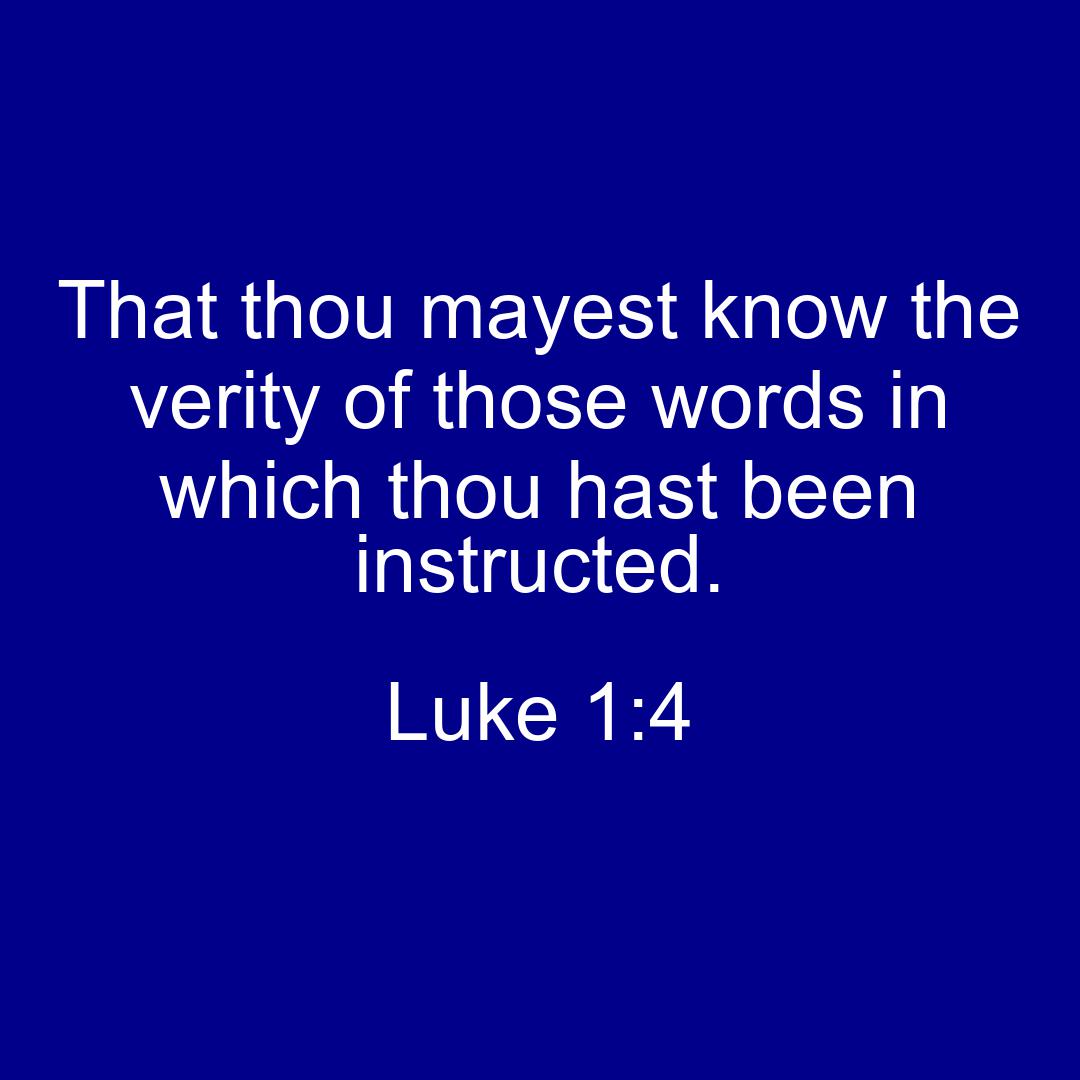 That thou mayest know the
verity of those words in
which thou hast been
instructed.
Luke 1:4